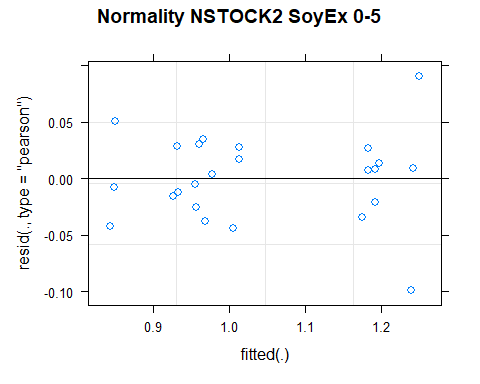 Normality NSTOCK2 SoyEx 0-5
resid(., type = "pearson")
0.05
0.00
-0.05
-0.10
0.9
1.0
1.1
1.2
fitted(.)